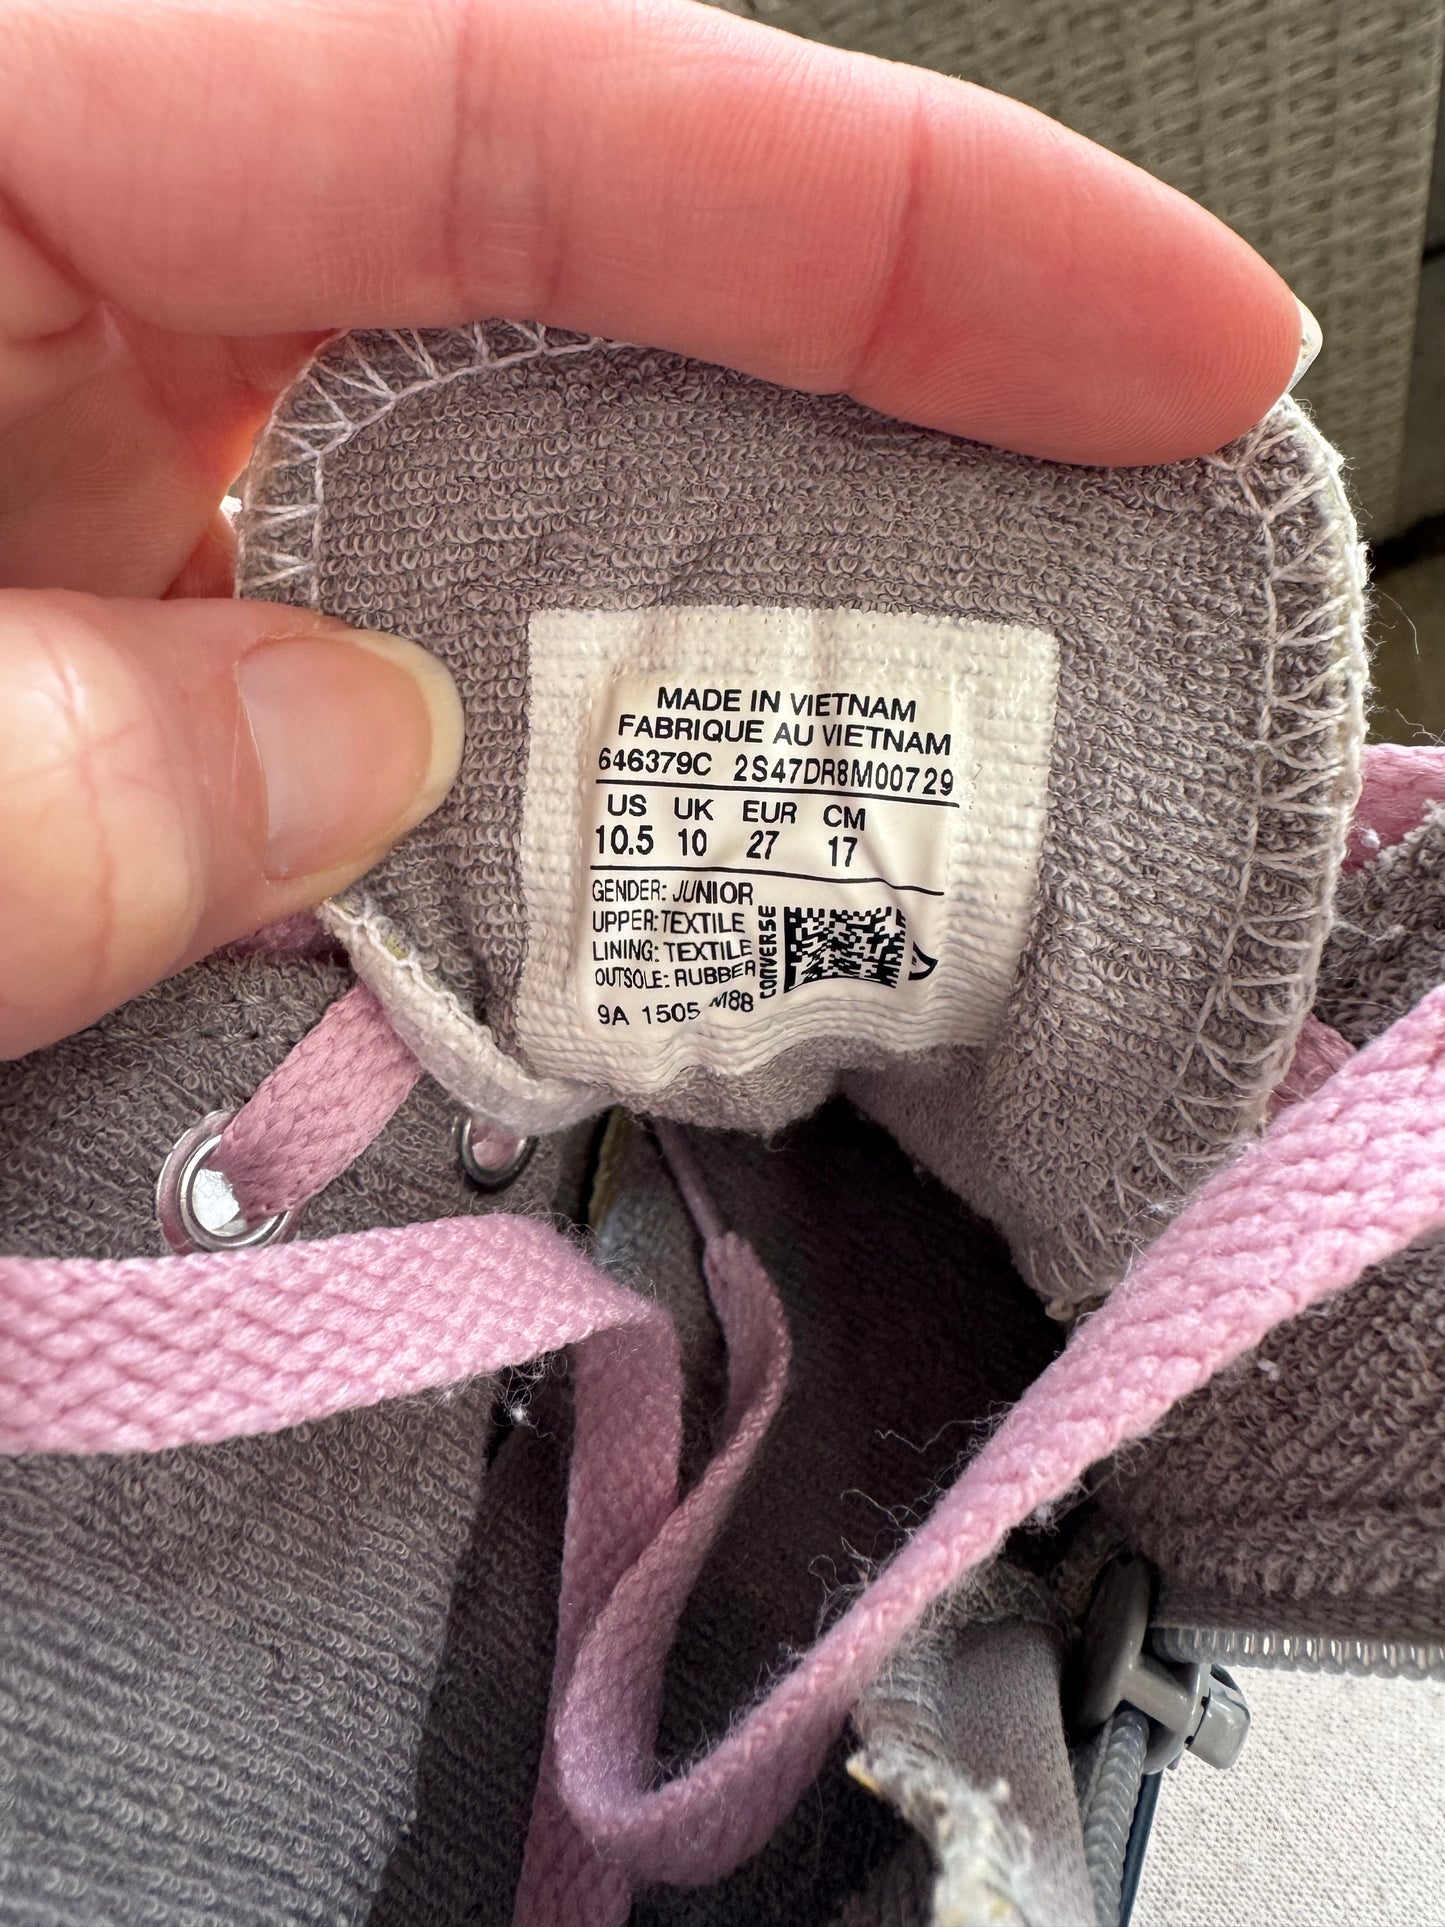 MADE IN VIETNAM
FABRIQUE AU VIETNAM
646379C 2S47DR8M00729
US UK EUR CM
10.5 10 27 17
GENDER: JUNIOR
UPPER: TEXTILE
LINING: TEXTILE
OUTSOLE: RUBBER
CONVERSE
9A 1505 M8B